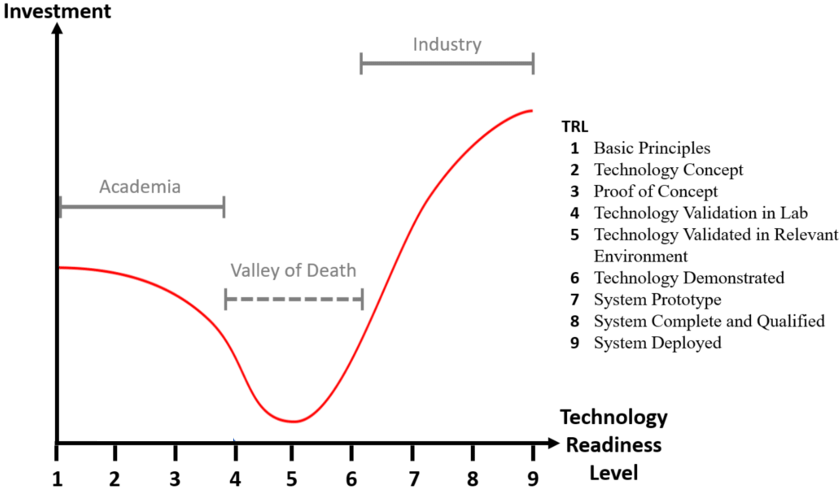 Investment
Industry
Academia
Valley of Death
TRL
1 Basic Principles
2 Technology Concept
3 Proof of Concept
4 Technology Validation in Lab
5 Technology Validated in Relevant
Environment
6 Technology Demonstrated
7 System Prototype
8 System Complete and Qualified
9 System Deployed
Technology
Readiness
Level
1 2 3 4 5 6 7 8 9